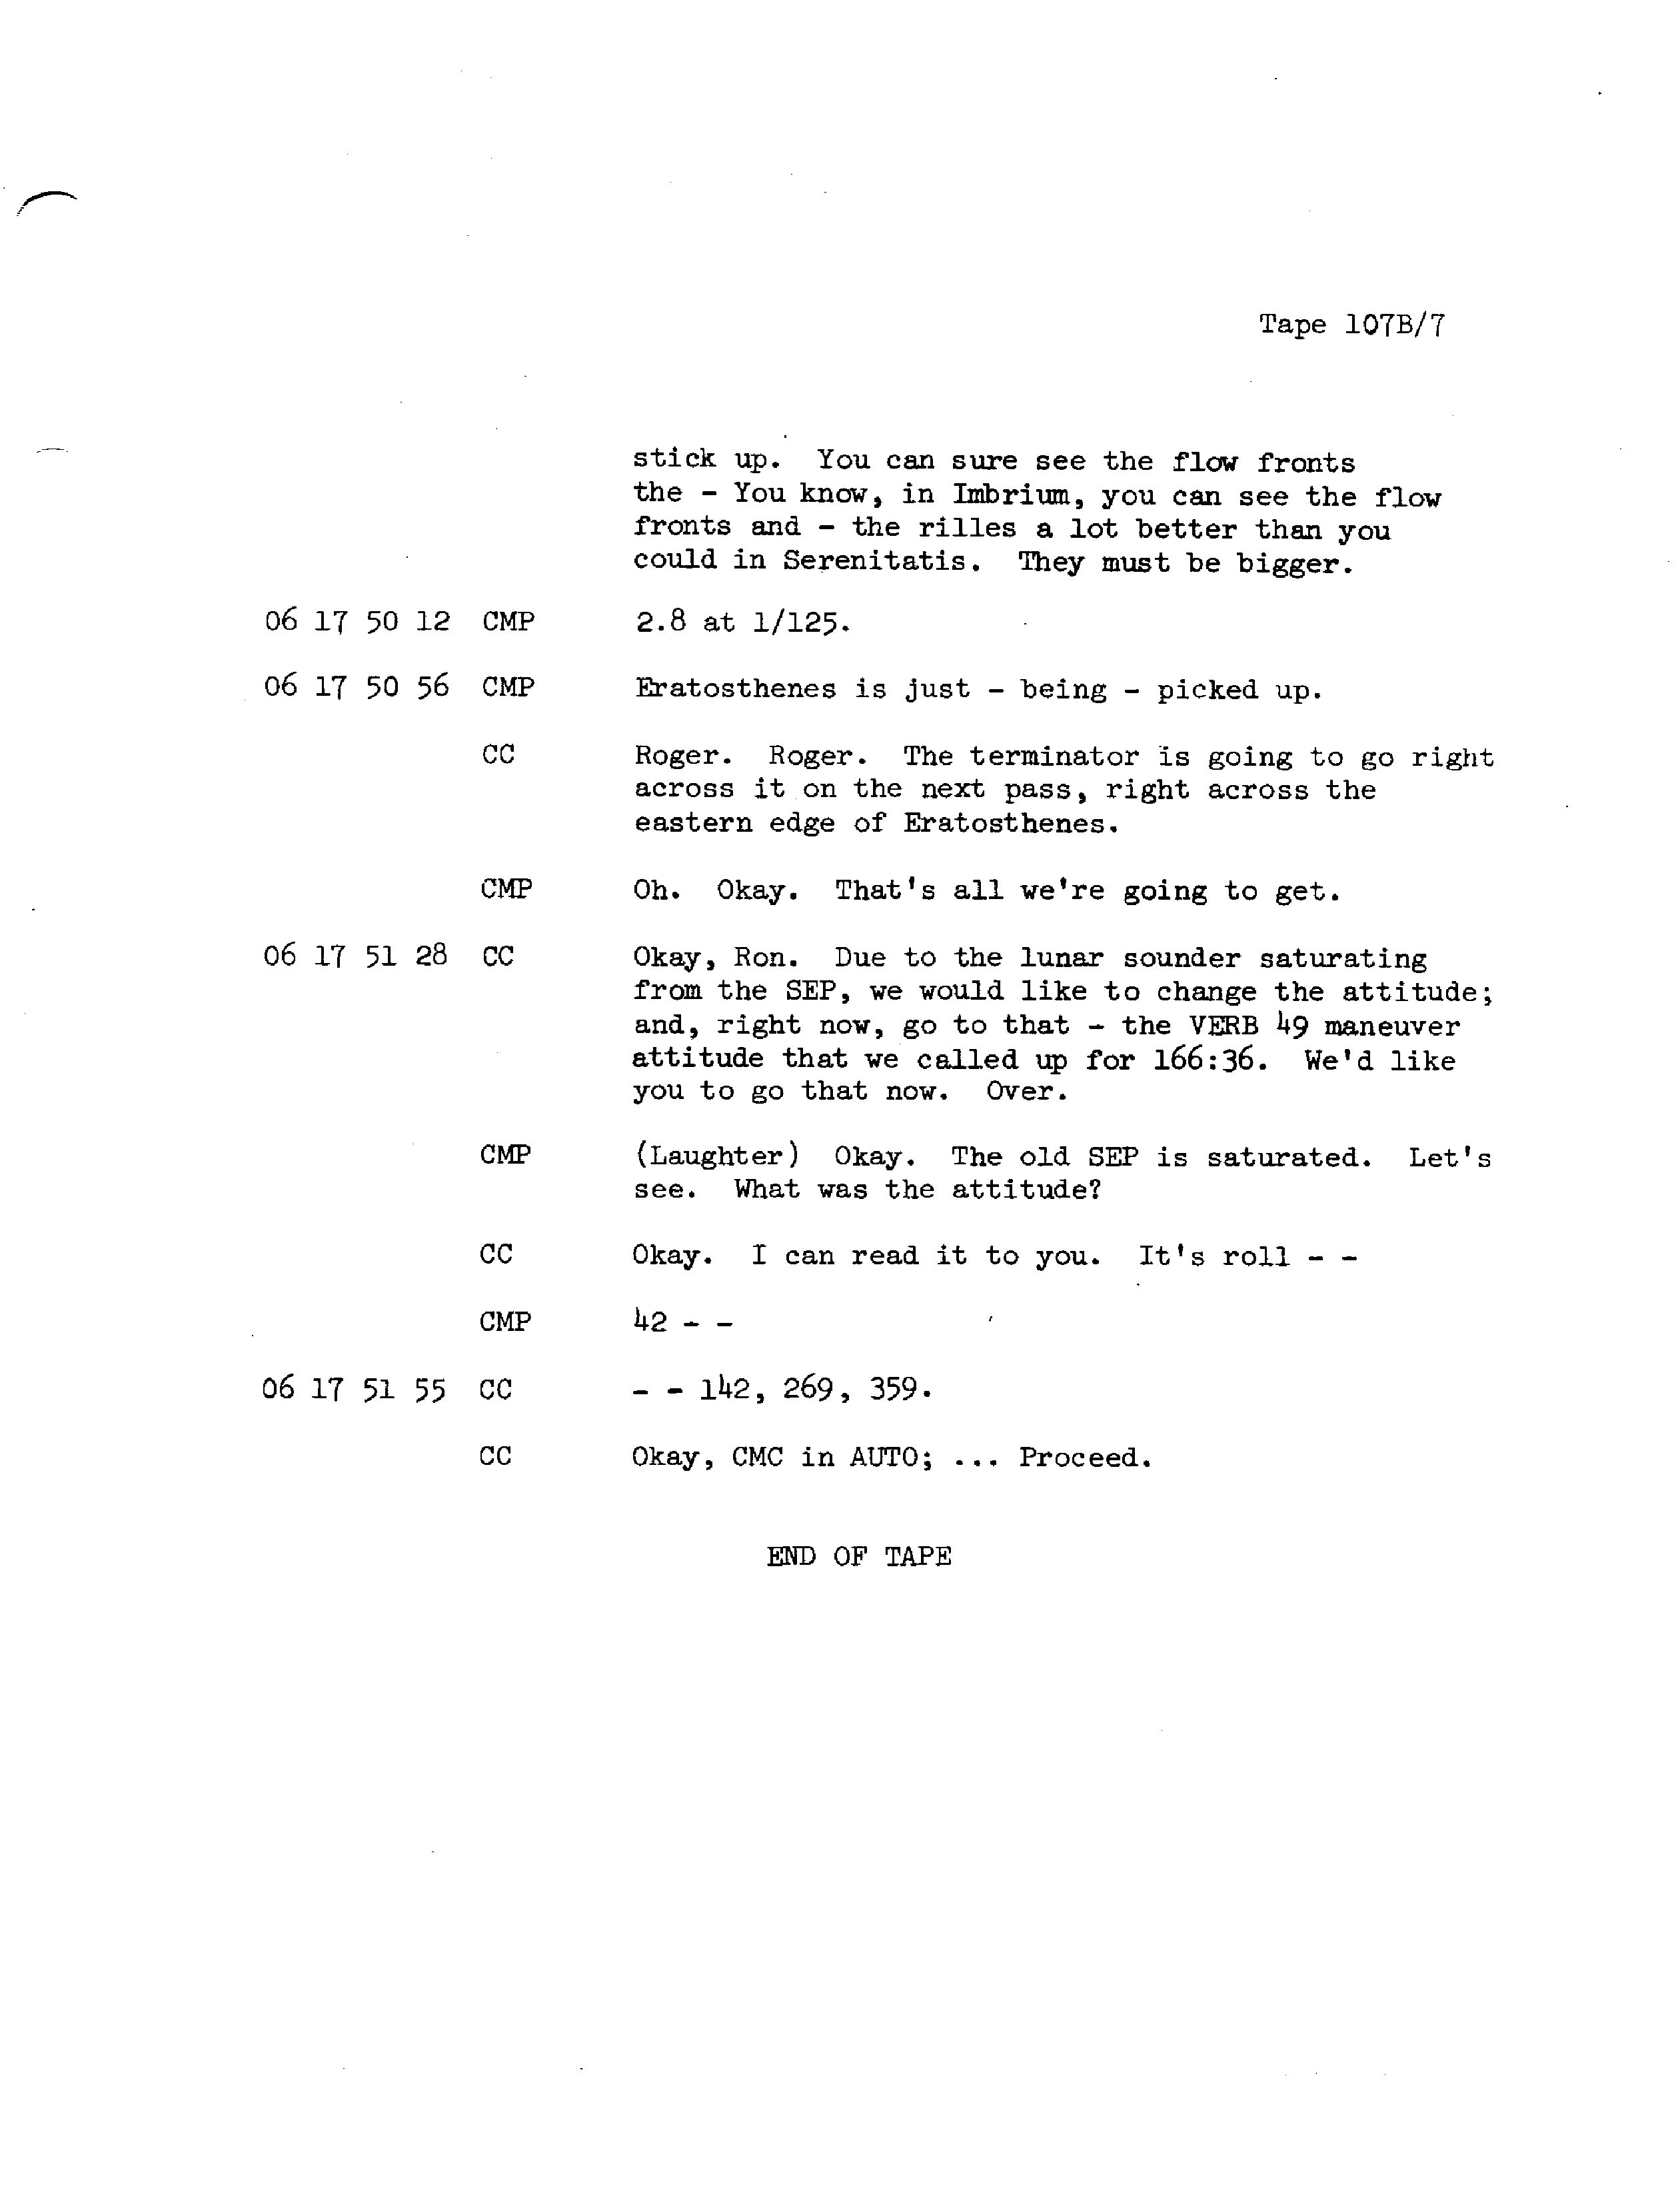 Tape 107B/7
stick up. You can sure see the flow fronts
the - You know, in Imbrium, you can see the flow
fronts and - the rilles a lot better than you
could in Serenitatis. They must be bigger.
06 17 50 12 CMP 2.8 at 1/125.
06 17 50 56 CMP Eratosthenes is just - being - picked up.
CC Roger. Roger. The terminator is going to go right
across it on the next pass, right across the
eastern edge of Eratosthenes.
CMP Oh. Okay. That's all we're going to get.
06 17 51 28 CC Okay, Ron. Due to the lunar sounder saturating
from the SEP, we would like to change the attitude;
and, right now, go to that - the VERB 49 maneuver
attitude that we called up for 166:36. We'd like
you to go that now. Over.
CMP (Laughter) Okay. The old SEP is saturated. Let's
see. What was the attitude?
CC Okay. I can read it to you. It's roll - -
CMP 42 - -
06 17 51 55 CC - - 142, 269, 359.
CC Okay, CMC in AUTO; ... Proceed.
END OF TAPE